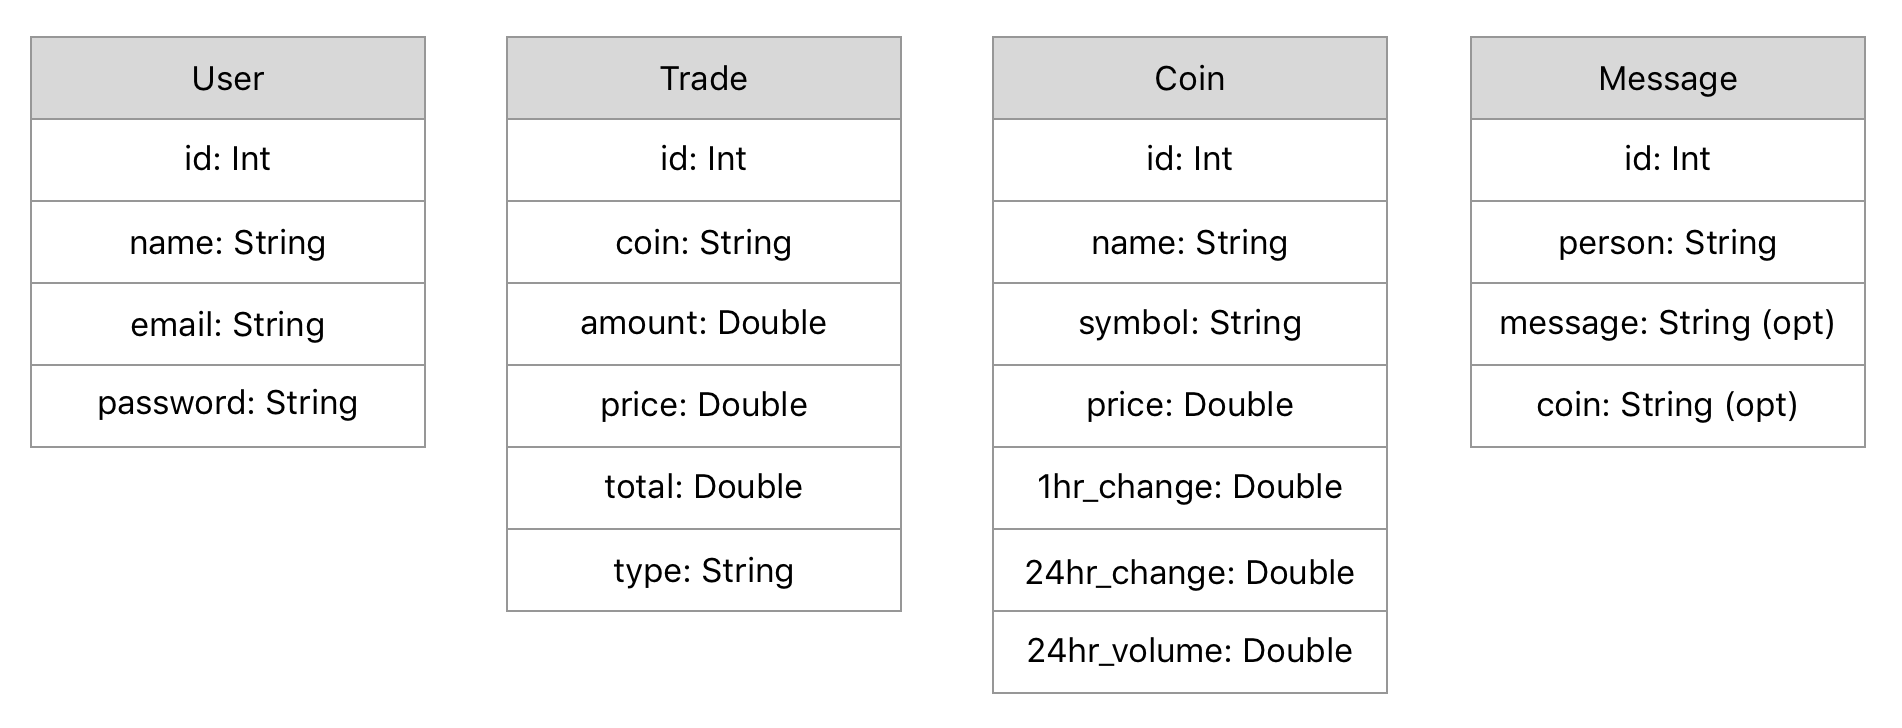 User
id: Int
name: String
email: String
password: String
Trade
id: Int
coin: String
amount: Double
price: Double
total: Double
type: String
Coin
id: Int
name: String
symbol: String
price: Double
1hr_change: Double
24hr_change: Double
24hr_volume: Double
Message
id: Int
person: String
message: String (opt)
coin: String (opt)